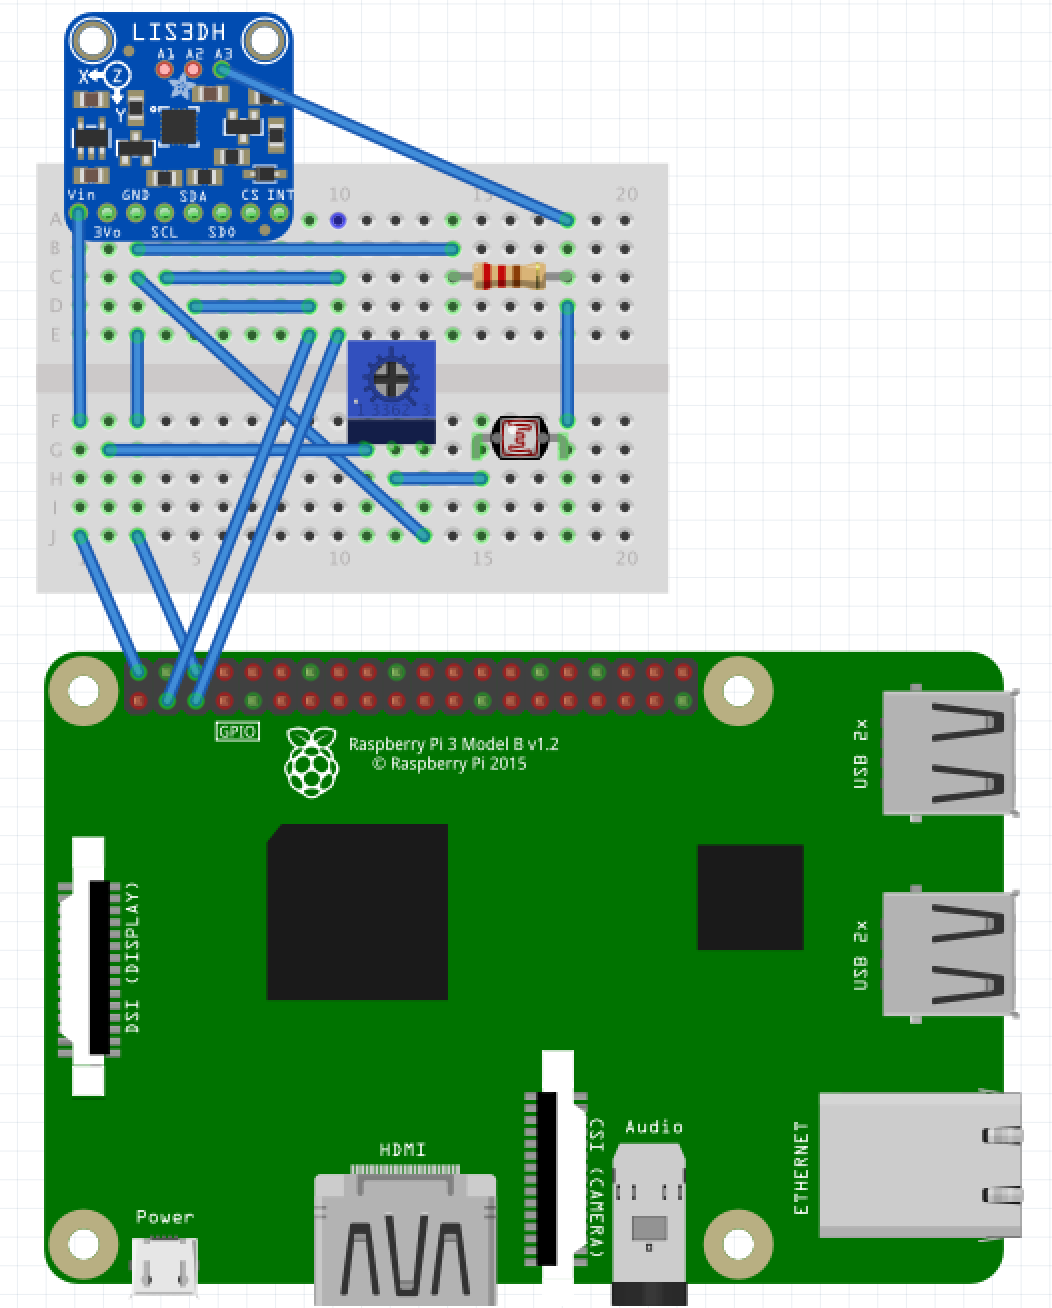 LIS3DH
A1 A2 A3
X Z
Y
Vin GND SDA CS INT
3Vo SCL SDO
10 15 20
A
B
C
D
E
1 3362 3
F
G
H
I
J
1 5 10 15 20
GPIO
Raspberry Pi 3 Model B v1.2
© Raspberry Pi 2015
USB 2x
DSI (DISPLAY)
USB 2x
CSI (CAMERA)
Audio
ETHERNET
HDMI
Power